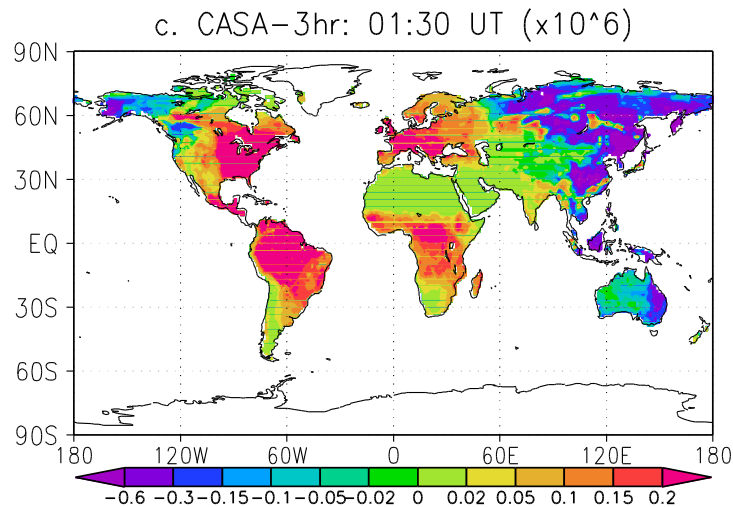 c. CASA-3hr: 01:30 UT (x10^6)
90N
60N
30N
EQ
30S
60S
90S
180 120W 60W 0 60E 120E 180
-0.6 -0.3 -0.15 -0.1 -0.05 -0.02 0 0.02 0.05 0.1 0.15 0.2